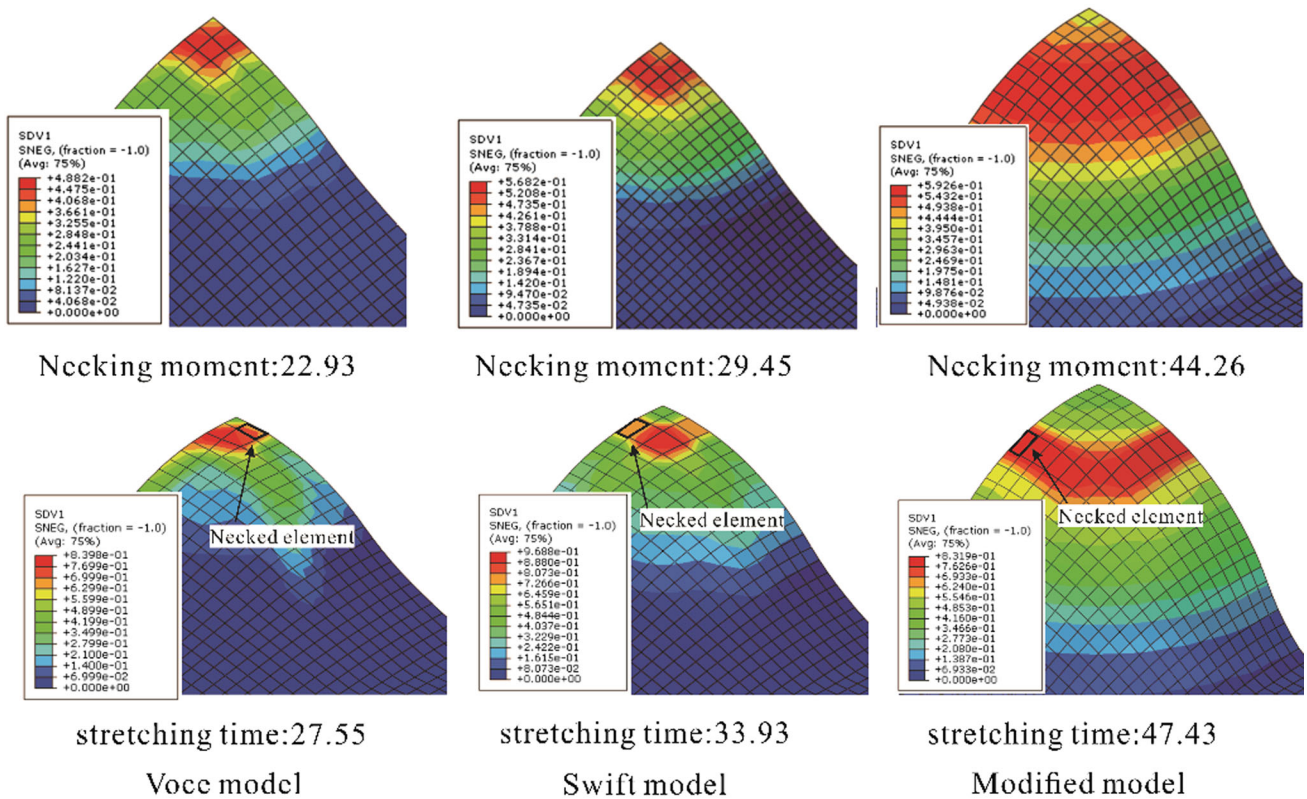 SDV1
SNEG, (fraction = -1.0)
(Avg: 75%)
+4.882e-01
+4.475e-01
+4.068e-01
+3.661e-01
+3.255e-01
+2.848e-01
+2.441e-01
+2.034e-01
+1.627e-01
+1.220e-01
+8.137e-02
+4.068e-02
+0.000e+00
Necking moment:22.93
SDV1
SNEG, (fraction = -1.0)
(Avg: 75%)
+5.682e-01
+5.208e-01
+4.735e-01
+4.261e-01
+3.788e-01
+3.314e-01
+2.841e-01
+2.367e-01
+1.894e-01
+1.420e-01
+9.470e-02
+4.735e-02
+0.000e+00
Necking moment:29.45
SDV1
SNEG, (fraction = -1.0)
(Avg: 75%)
+5.926e-01
+5.432e-01
+4.938e-01
+4.444e-01
+3.950e-01
+3.457e-01
+2.963e-01
+2.469e-01
+1.975e-01
+1.481e-01
+9.876e-02
+4.938e-02
+0.000e+00
Necking moment:44.26
Necked element
SDV1
SNEG, (fraction = -1.0)
(Avg: 75%)
+8.398e-01
+7.699e-01
+6.999e-01
+6.299e-01
+5.599e-01
+4.899e-01
+4.199e-01
+3.499e-01
+2.799e-01
+2.100e-01
+1.400e-01
+6.999e-02
+0.000e+00
stretching time:27.55
Voce model
Necked element
SDV1
SNEG, (fraction = -1.0)
(Avg: 75%)
+9.688e-01
+8.880e-01
+8.073e-01
+7.266e-01
+6.459e-01
+5.651e-01
+4.844e-01
+4.037e-01
+3.229e-01
+2.422e-01
+1.615e-01
+8.073e-02
+0.000e+00
stretching time:33.93
Swift model
Necked element
SDV1
SNEG, (fraction = -1.0)
(Avg: 75%)
+8.319e-01
+7.626e-01
+6.933e-01
+6.240e-01
+5.546e-01
+4.853e-01
+4.160e-01
+3.466e-01
+2.773e-01
+2.080e-01
+1.387e-01
+6.933e-02
+0.000e+00
stretching time:47.43
Modified model